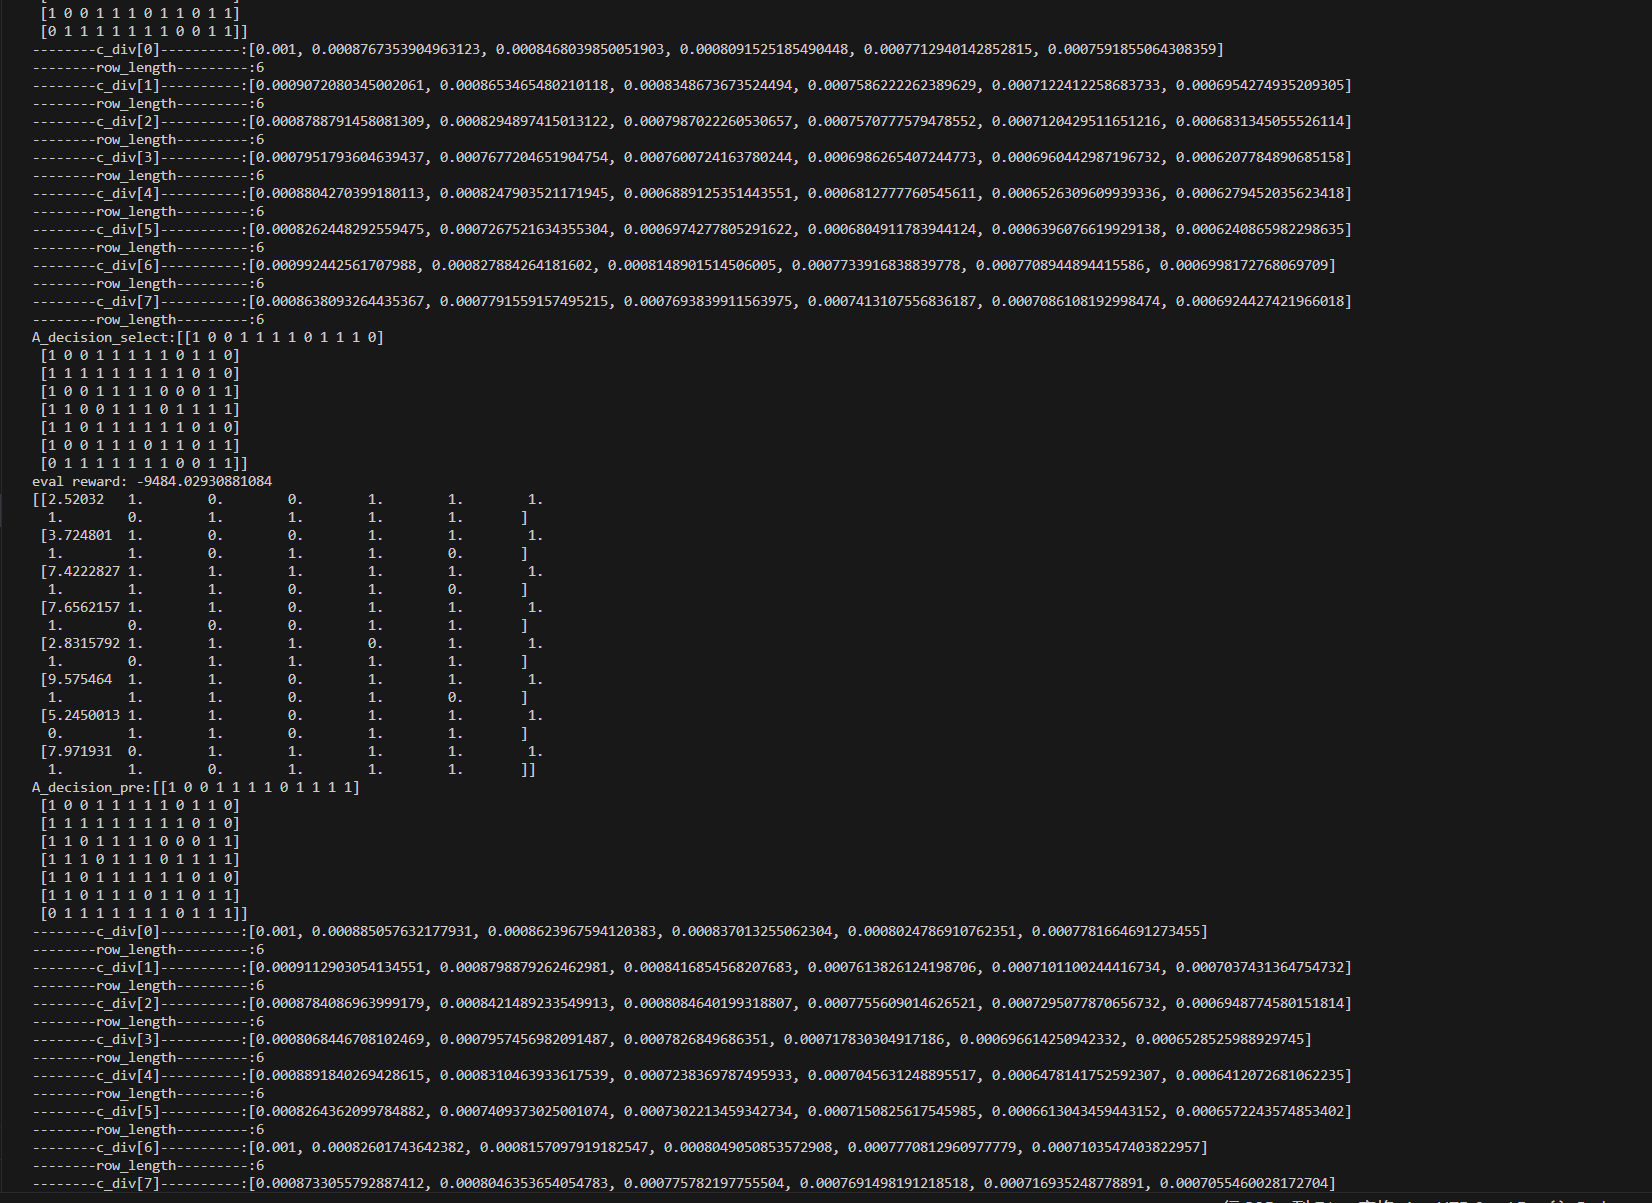 [1 0 0 1 1 1 0 1 1 0 1 1]
[0 1 1 1 1 1 1 1 0 0 1 1]]
--------c_div[0]----------:[0.001, 0.0008767353904963123, 0.0008468039850051903, 0.0008091525185490448, 0.0007712940142852815, 0.0007591855064308359]
--------row_length---------:6
--------c_div[1]----------:[0.0009072080345002061, 0.0008653465480210118, 0.0008348673673524494, 0.0007586222262389629, 0.0007122412258683733, 0.0006954274935209305]
--------row_length---------:6
--------c_div[2]----------:[0.0008788791458081309, 0.0008294897415013122, 0.0007987022260530657, 0.0007570777579478552, 0.0007120429511651216, 0.0006831345055526114]
--------row_length---------:6
--------c_div[3]----------:[0.0007951793604639437, 0.0007677204651904754, 0.0007600724163780244, 0.0006986265407244773, 0.0006960442987196732, 0.0006207784890685158]
--------row_length---------:6
--------c_div[4]----------:[0.0008804270399180113, 0.0008247903521171945, 0.0006889125351443551, 0.0006812777760545611, 0.0006526309609939336, 0.0006279452035623418]
--------row_length---------:6
--------c_div[5]----------:[0.0008262448292559475, 0.0007267521634355304, 0.0006974277805291622, 0.0006804911783944124, 0.0006396076619929138, 0.0006240865982298635]
--------row_length---------:6
--------c_div[6]----------:[0.000992442561707988, 0.000827884264181602, 0.0008148901514506005, 0.0007733916838839778, 0.0007708944894415586, 0.0006998172768069709]
--------row_length---------:6
--------c_div[7]----------:[0.0008638093264435367, 0.0007791559157495215, 0.0007693839911563975, 0.0007413107556836187, 0.0007086108192998474, 0.0006924427421966018]
--------row_length---------:6
A_decision_select:[[1 0 0 1 1 1 1 0 1 1 1 0]
[1 0 0 1 1 1 1 1 0 1 1 0]
[1 1 1 1 1 1 1 1 1 0 1 0]
[1 0 0 1 1 1 1 0 0 0 1 1]
[1 1 0 0 1 1 1 0 1 1 1 1]
[1 1 0 1 1 1 1 1 1 0 1 0]
[1 0 0 1 1 1 0 1 1 0 1 1]
[0 1 1 1 1 1 1 1 0 0 1 1]]
eval reward: -9484.02930881084
[[2.52032 1. 0. 0. 1. 1. 1.
1. 0. 1. 1. 1. 1. ]
[3.724801 1. 0. 0. 1. 1. 1.
1. 1. 0. 1. 1. 0. ]
[7.4222827 1. 1. 1. 1. 1. 1.
1. 1. 1. 0. 1. 0. ]
[7.6562157 1. 1. 0. 1. 1. 1.
1. 0. 0. 0. 1. 1. ]
[2.8315792 1. 1. 1. 0. 1. 1.
1. 0. 1. 1. 1. 1. ]
[9.575464 1. 1. 0. 1. 1. 1.
1. 1. 1. 0. 1. 0. ]
[5.2450013 1. 1. 0. 1. 1. 1.
0. 1. 1. 0. 1. 1. ]
[7.971931 0. 1. 1. 1. 1. 1.
1. 1. 0. 1. 1. 1. ]]
A_decision_pre:[[1 0 0 1 1 1 1 0 1 1 1 1]
[1 0 0 1 1 1 1 1 0 1 1 0]
[1 1 1 1 1 1 1 1 1 0 1 0]
[1 1 0 1 1 1 1 0 0 0 1 1]
[1 1 1 0 1 1 1 0 1 1 1 1]
[1 1 0 1 1 1 1 1 1 0 1 0]
[1 1 0 1 1 1 0 1 1 0 1 1]
[0 1 1 1 1 1 1 1 0 1 1 1]]
--------c_div[0]----------:[0.001, 0.000885057632177931, 0.0008623967594120383, 0.000837013255062304, 0.0008024786910762351, 0.0007781664691273455]
--------row_length---------:6
--------c_div[1]----------:[0.0009112903054134551, 0.0008798879262462981, 0.0008416854568207683, 0.0007613826124198706, 0.0007101100244416734, 0.0007037431364754732]
--------row_length---------:6
--------c_div[2]----------:[0.0008784086963999179, 0.0008421489233549913, 0.0008084640199318807, 0.0007755609014626521, 0.0007295077870656732, 0.0006948774580151814]
--------row_length---------:6
--------c_div[3]----------:[0.0008068446708102469, 0.0007957456982091487, 0.0007826849686351, 0.000717830304917186, 0.000696614250942332, 0.0006528525988929745]
--------row_length---------:6
--------c_div[4]----------:[0.0008891840269428615, 0.0008310463933617539, 0.0007238369787495933, 0.0007045631248895517, 0.0006478141752592307, 0.0006412072681062235]
--------row_length---------:6
--------c_div[5]----------:[0.0008264362099784882, 0.0007409373025001074, 0.0007302213459342734, 0.0007150825617545985, 0.0006613043459443152, 0.0006572243574853402]
--------row_length---------:6
--------c_div[6]----------:[0.001, 0.00082601743642382, 0.0008157097919182547, 0.0008049050853572908, 0.0007770812960977779, 0.0007103547403822957]
--------row_length---------:6
--------c_div[7]----------:[0.0008733055792887412, 0.0008046353654054783, 0.000775782197755504, 0.0007691498191218518, 0.000716935248778891, 0.0007055460028172704]